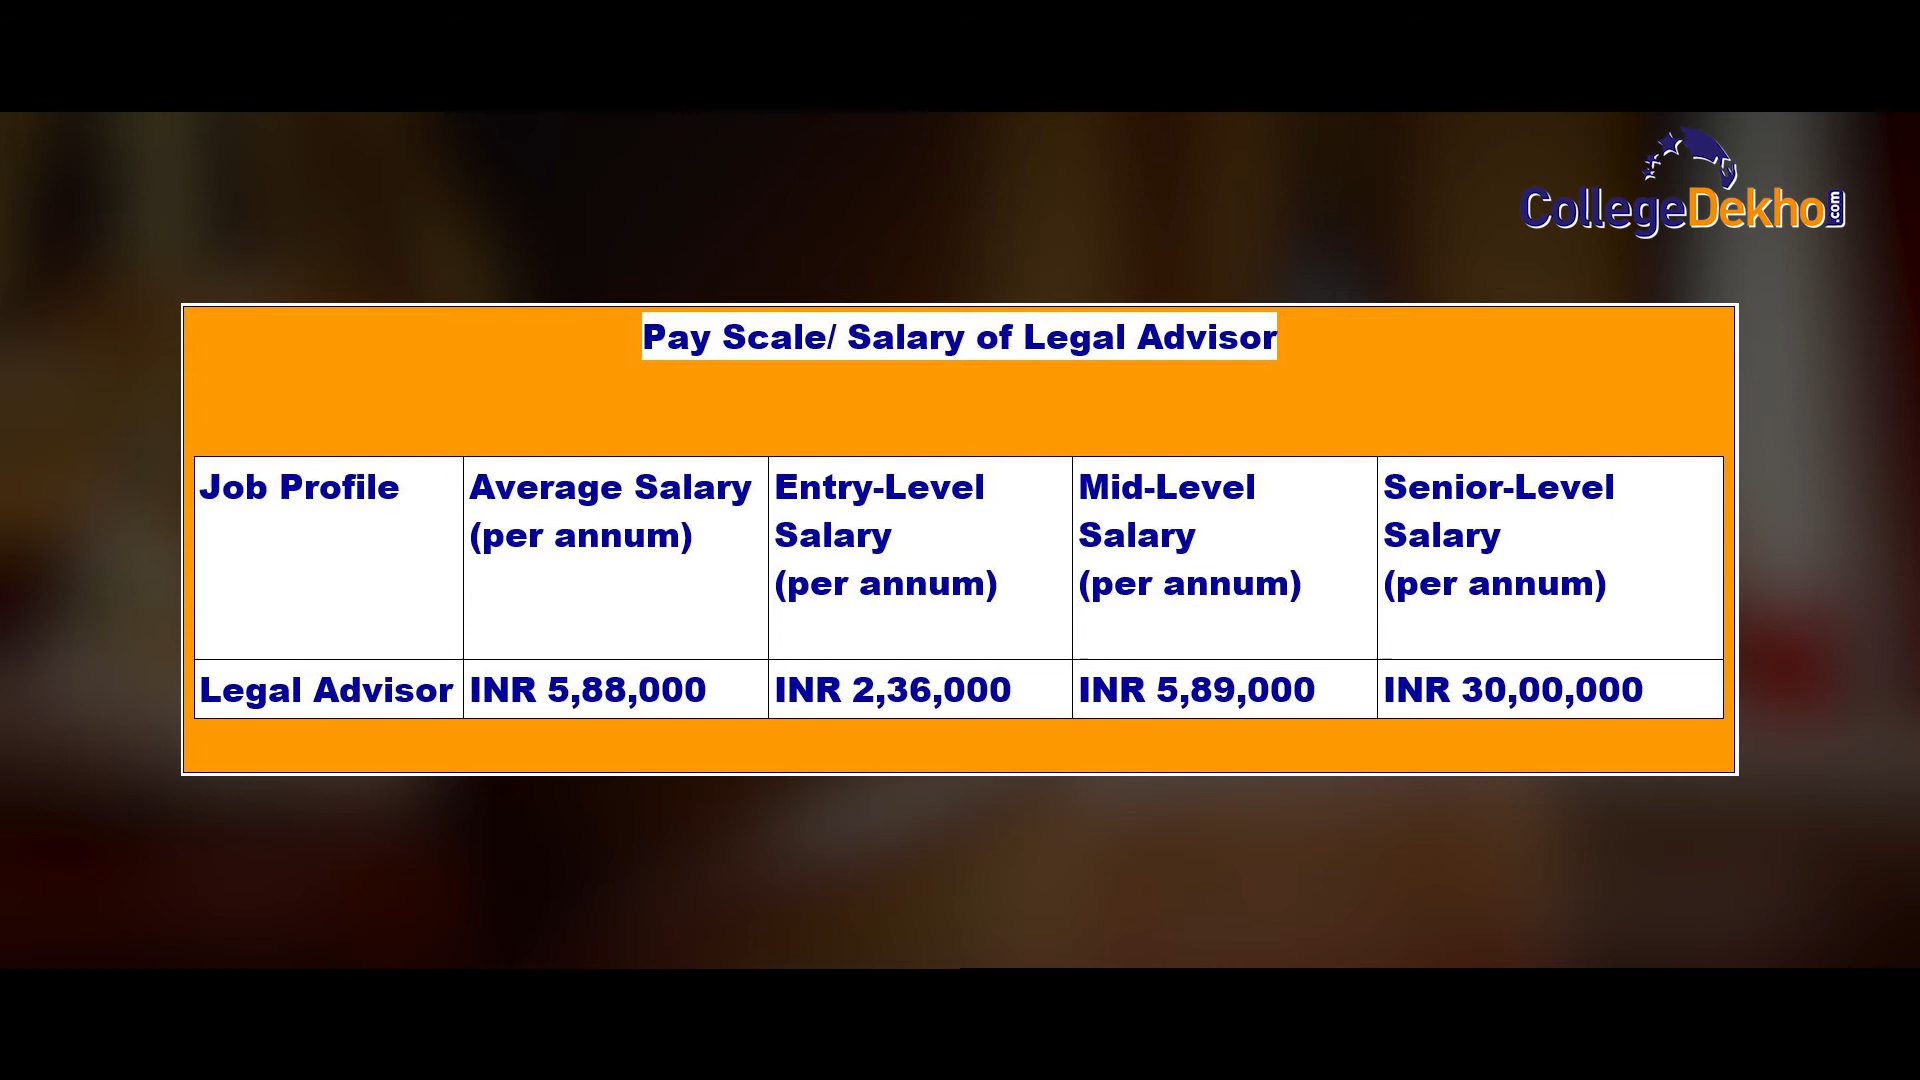 CollegeDekho.com
Pay Scale/ Salary of Legal Advisor
Job Profile
Average Salary
(per annum)
Entry-Level
Salary
(per annum)
Mid-Level
Salary
(per annum)
Senior-Level
Salary
(per annum)
Legal Advisor
INR 5,88,000
INR 2,36,000
INR 5,89,000
INR 30,00,000